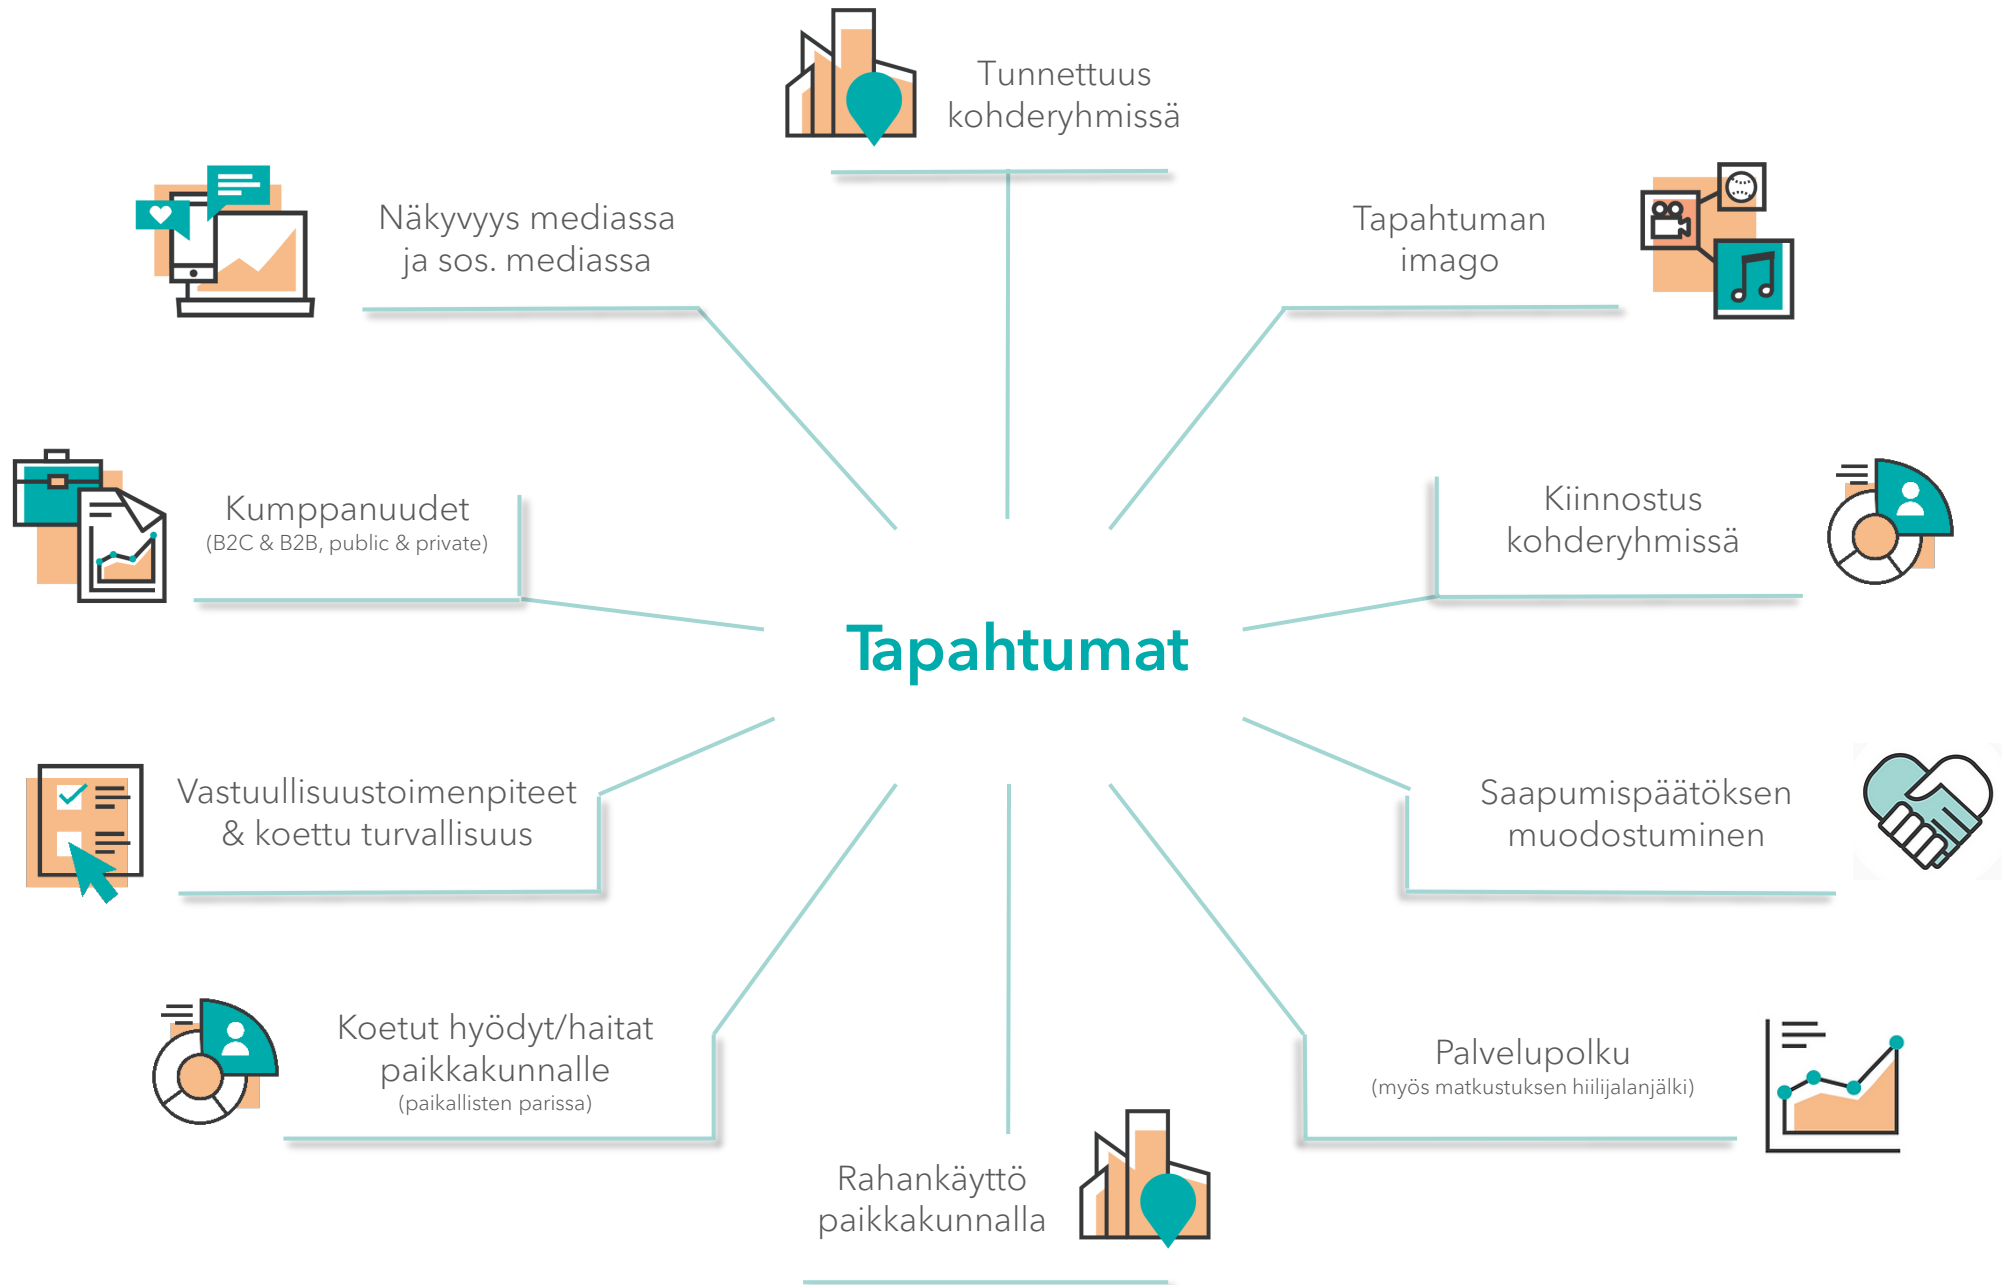 Tunnettuus
kohderyhmissä
Näkyvyys mediassa
ja sos. mediassa
Tapahtuman
imago
Kumppanuudet
(B2C & B2B, public & private)
Kiinnostus
kohderyhmissä
Tapahtumat
Vastuullisuustoimenpiteet
& koettu turvallisuus
Saapumispäätöksen
muodostuminen
Koetut hyödyt/haitat
paikkakunnalle
(paikallisten parissa)
Palvelupolku
(myös matkustuksen hiilijalanjälki)
Rahankäyttö
paikkakunnalla